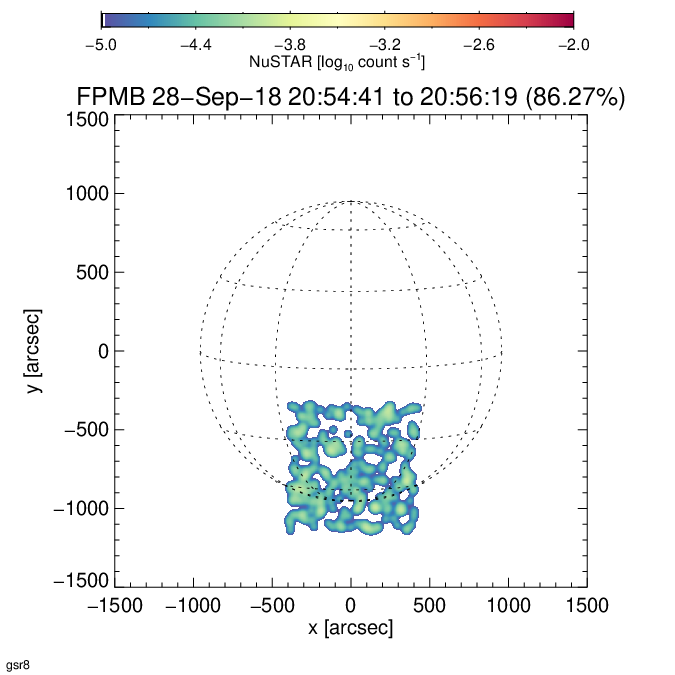 −5.0 −4.4 −3.8 −3.2 −2.6 −2.0
NuSTAR [log10 count s−1]
FPMB 28−Sep−18 20:54:41 to 20:56:19 (86.27%)
1500
1000
500
0
−500
−1000
−1500
y [arcsec]
−1500 −1000 −500 0 500 1000 1500
x [arcsec]
gsr8